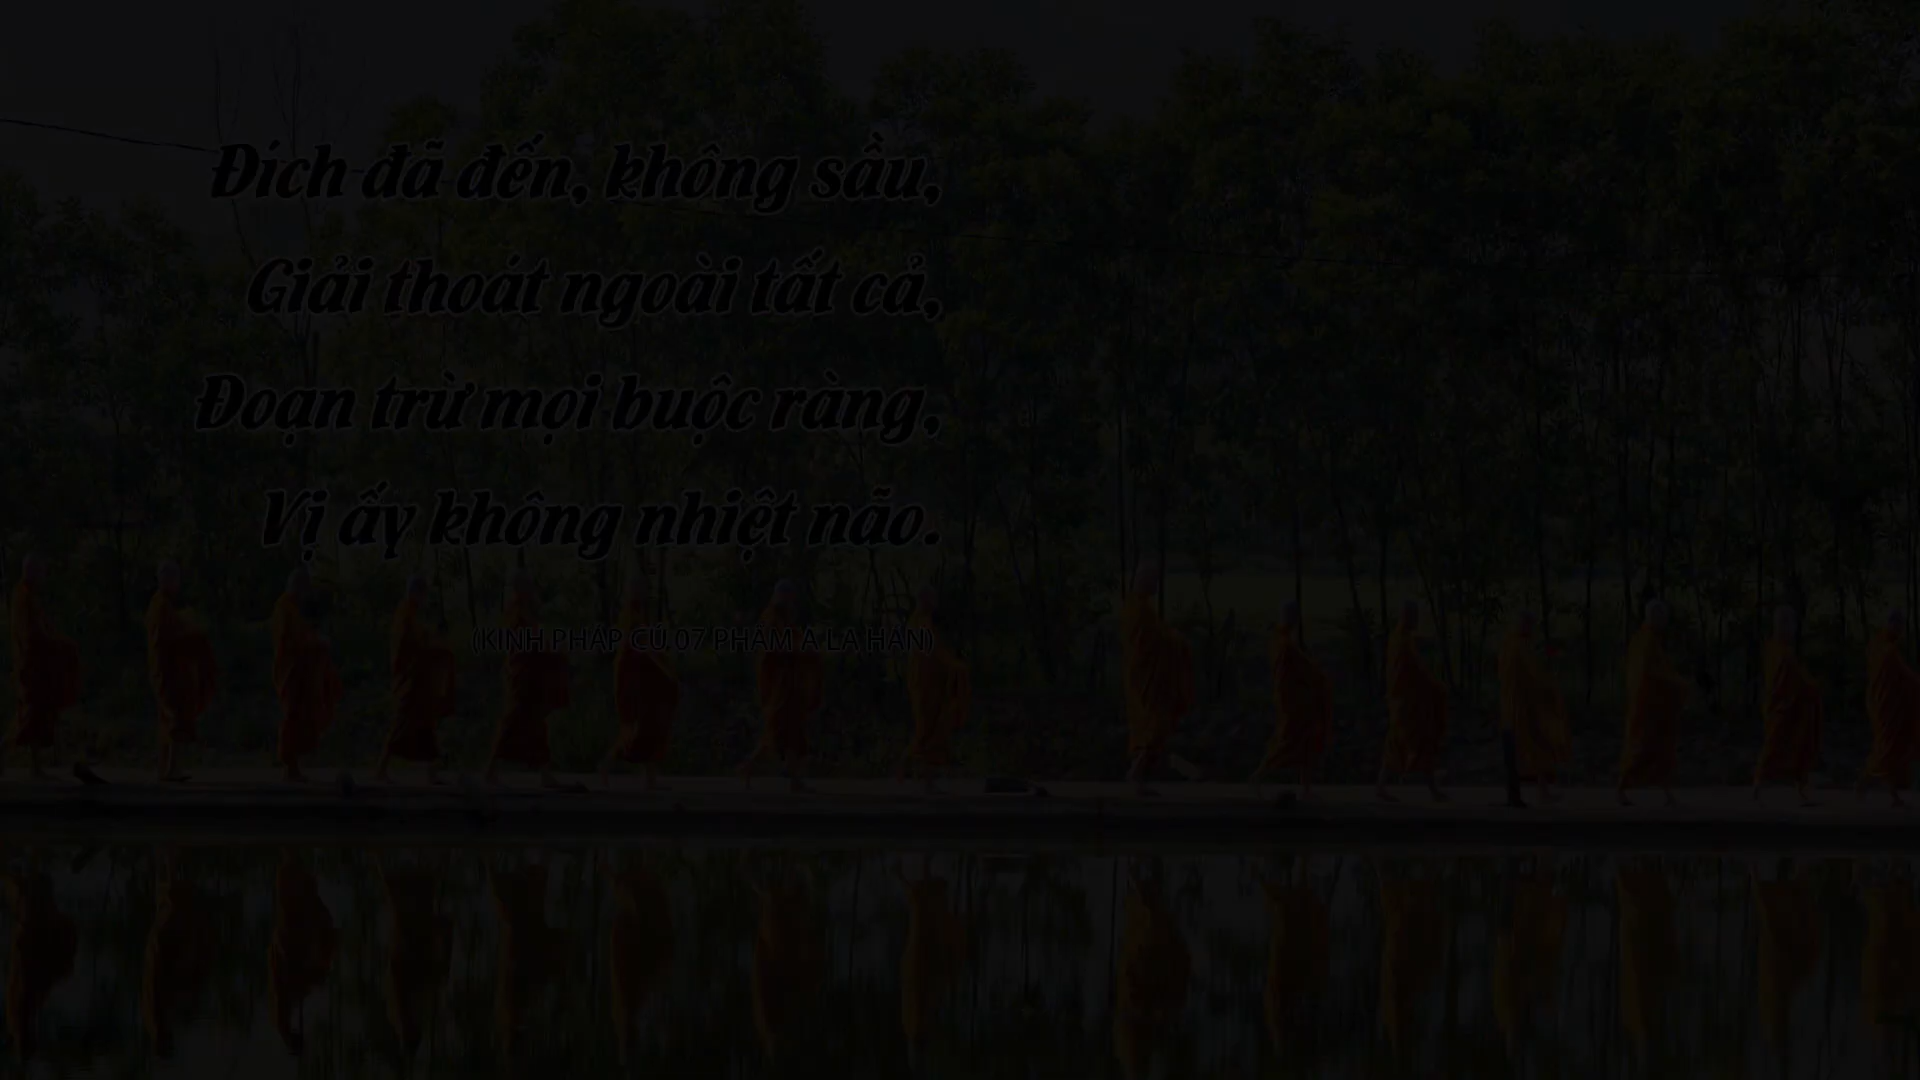 Đích đã đến, không sầu,
Giải thoát ngoài tất cả,
Đoạn trừ mọi buộc ràng,
Vị ấy không nhiệt não.
(KINH PHÁP CÚ, 07 PHẨM A LA HÁN)